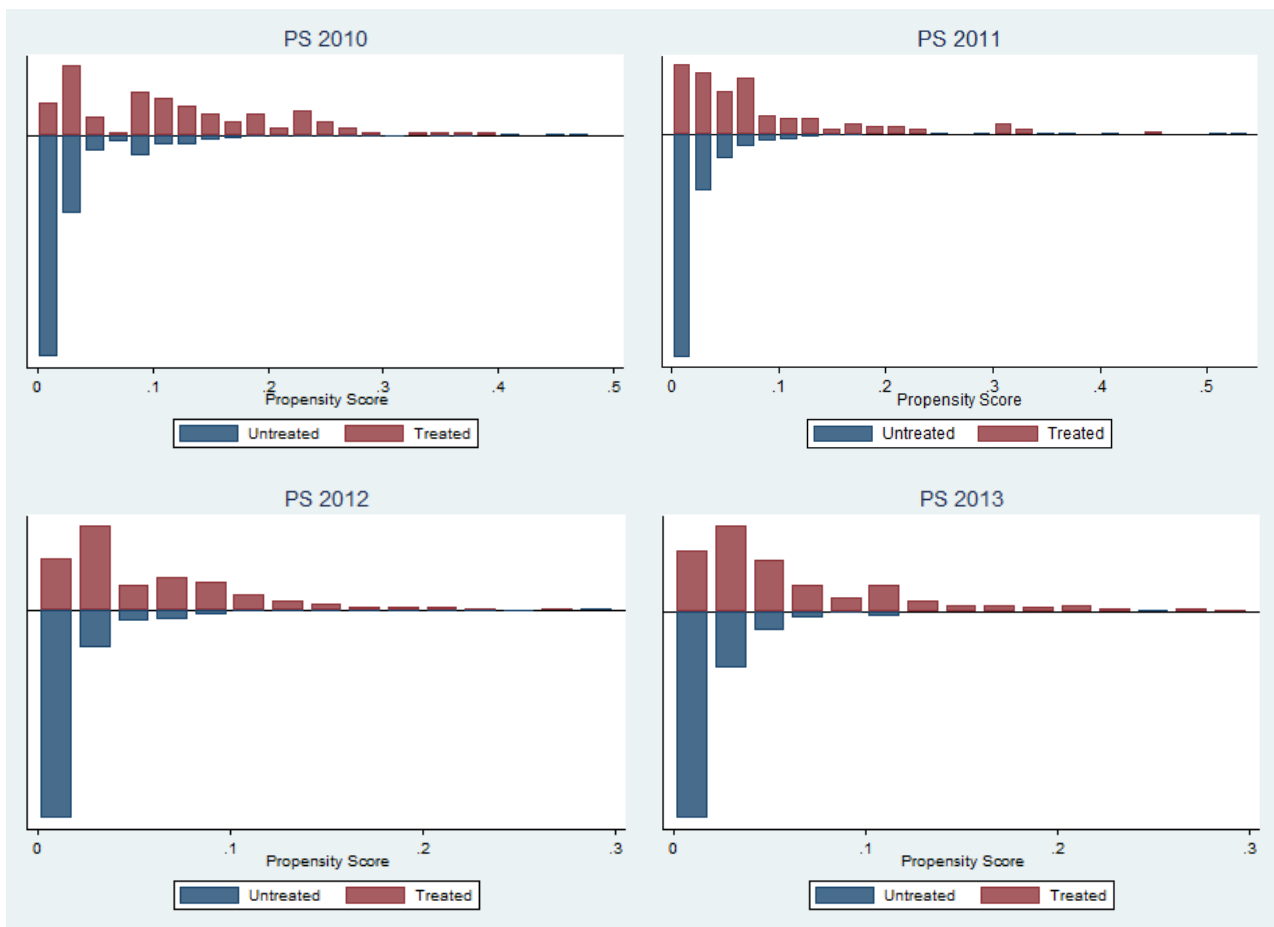 PS 2010
0 .1 .2 .3 .4 .5
Propensity Score
Untreated Treated
PS 2011
0 .1 .2 .3 .4 .5
Propensity Score
Untreated Treated
PS 2012
0 .1 .2 .3
Propensity Score
Untreated Treated
PS 2013
0 .1 .2 .3
Propensity Score
Untreated Treated